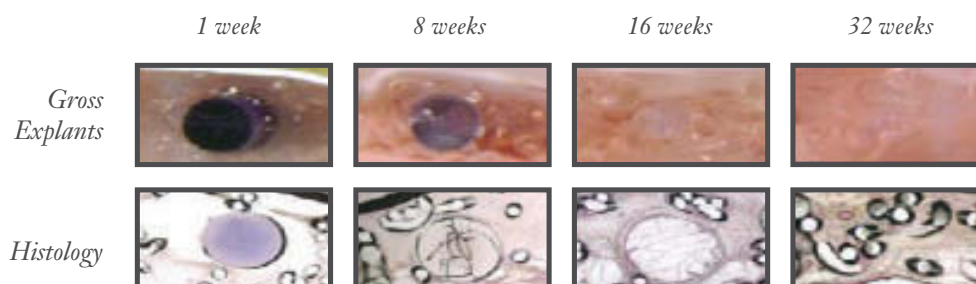 1 week
8 weeks
16 weeks
32 weeks
Gross
Explants
Histology